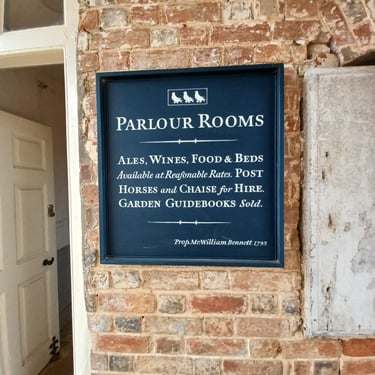 PARLOUR ROOMS
ALES, WINES, FOOD & BEDS
Available at Reaſonable Rates. POST
HORSES and CHAISE for HIRE.
GARDEN GUIDEBOOKS Sold.
Prop. Mr. William Bennett 1793